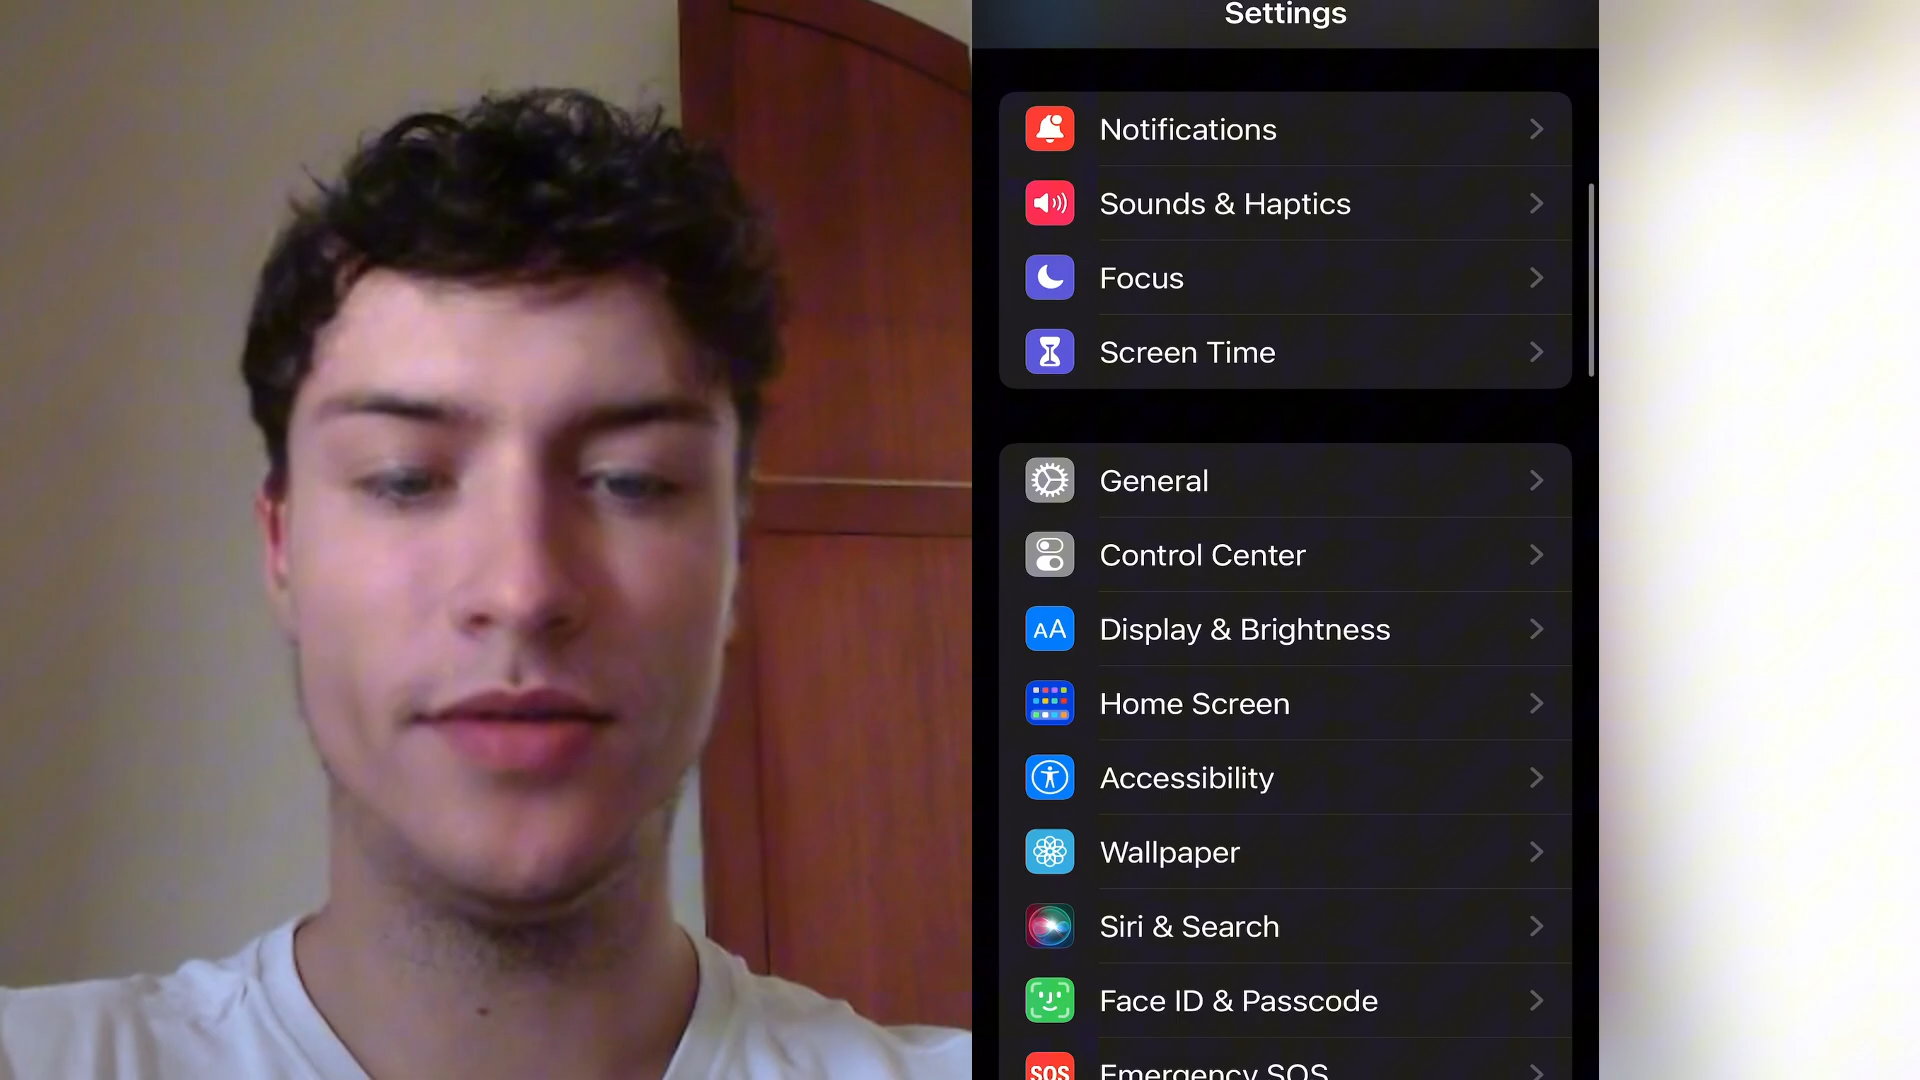 Settings
Notifications
Sounds & Haptics
Focus
Screen Time
General
Control Center
AA Display & Brightness
Home Screen
Accessibility
Wallpaper
Siri & Search
Face ID & Passcode
SOS Emergency SOS